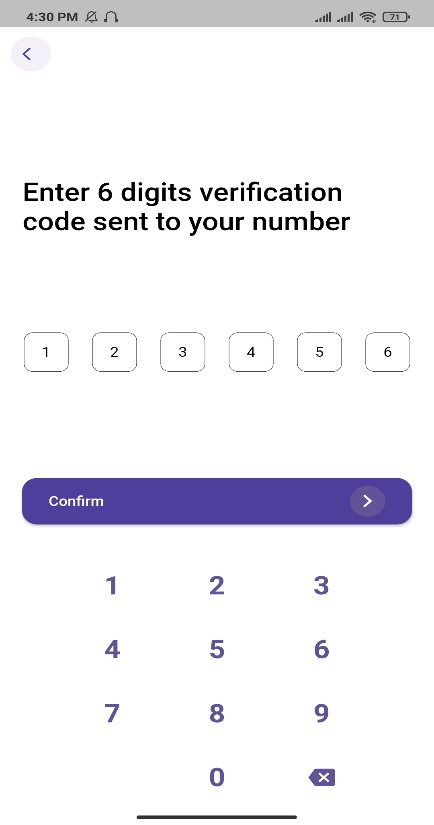 4:30 PM 71
Enter 6 digits verification
code sent to your number
1 2 3 4 5 6
Confirm
1 2 3
4 5 6
7 8 9
0